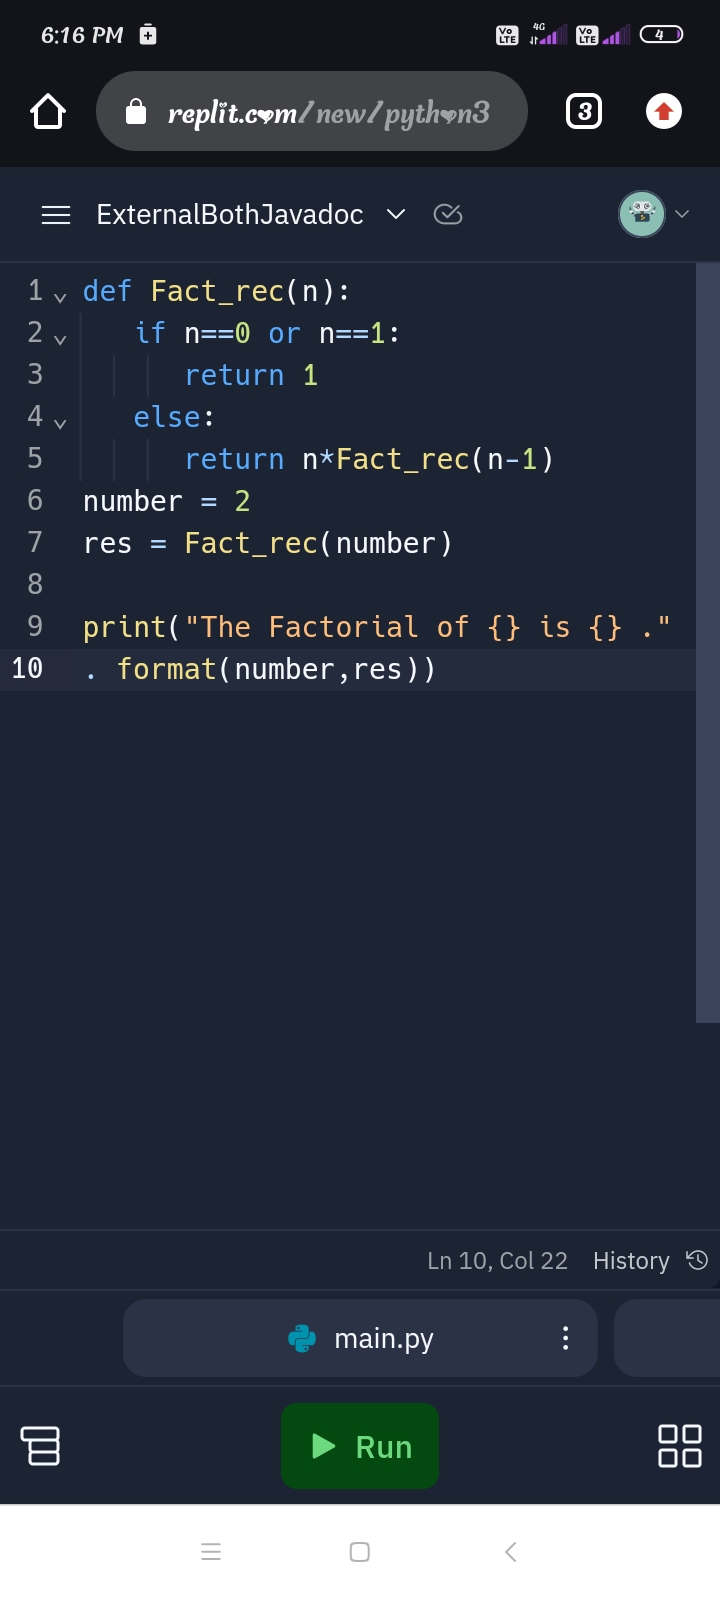 6:16 PM Vo LTE 4G Vo LTE 4
replit.com/new/python3 3
ExternalBothJavadoc
1 def Fact_rec(n):
2 if n==0 or n==1:
3 return 1
4 else:
5 return n*Fact_rec(n-1)
6 number = 2
7 res = Fact_rec(number)
8
9 print("The Factorial of {} is {} ."
10 . format(number,res))
Ln 10, Col 22 History
main.py
Run